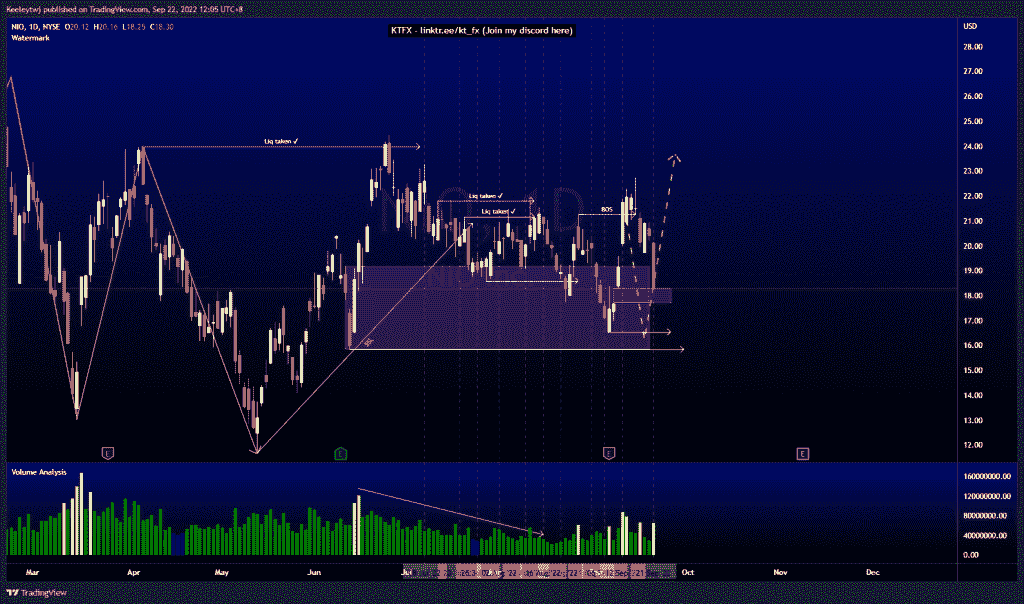 Keeleytwj published on TradingView.com, Sep 22, 2022 12:05 UTC+8
NIO, 1D, NYSE O20.12 H20.16 L18.25 C18.30
Watermark
KTFX - linktr.ee/kt_fx (Join my discord here)
USD
28.00
27.00
26.00
25.00
24.00
23.00
22.00
21.00
20.00
19.00
18.00
17.00
16.00
15.00
14.00
13.00
12.00
Liq taken ✓
Liq taken ✓
Liq taken ✓
BOS
E
E
E
E
Volume Analysis
160000000.00
120000000.00
80000000.00
40000000.00
0.00
Mar
Apr
May
Jun
Oct
Nov
Dec
TradingView